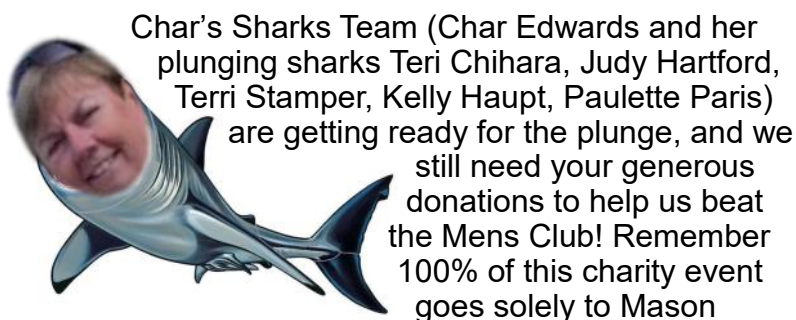 Char’s Sharks Team (Char Edwards and her
plunging sharks Teri Chihara, Judy Hartford,
Terri Stamper, Kelly Haupt, Paulette Paris)
are getting ready for the plunge, and we
still need your generous
donations to help us beat
the Mens Club! Remember
100% of this charity event
goes solely to Mason